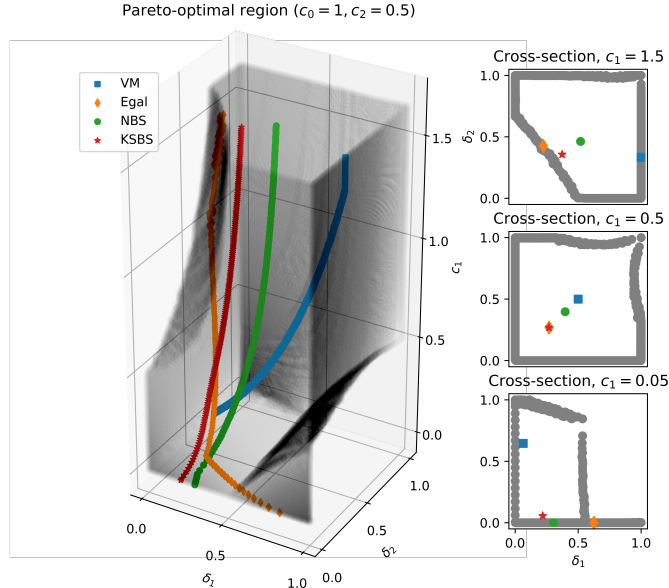 Pareto-optimal region (c₀ = 1, c₂ = 0.5)
VM
Egal
NBS
KSBS
0.0
0.5
1.0
δ₁
0.0
0.5
1.0
δ₂
0.0
0.5
1.0
1.5
c₁
Cross-section, c₁ = 1.5
1.0
0.5
0.0
δ₂
Cross-section, c₁ = 0.5
1.0
0.5
0.0
Cross-section, c₁ = 0.05
1.0
0.5
0.0
0.0
0.5
1.0
δ₁